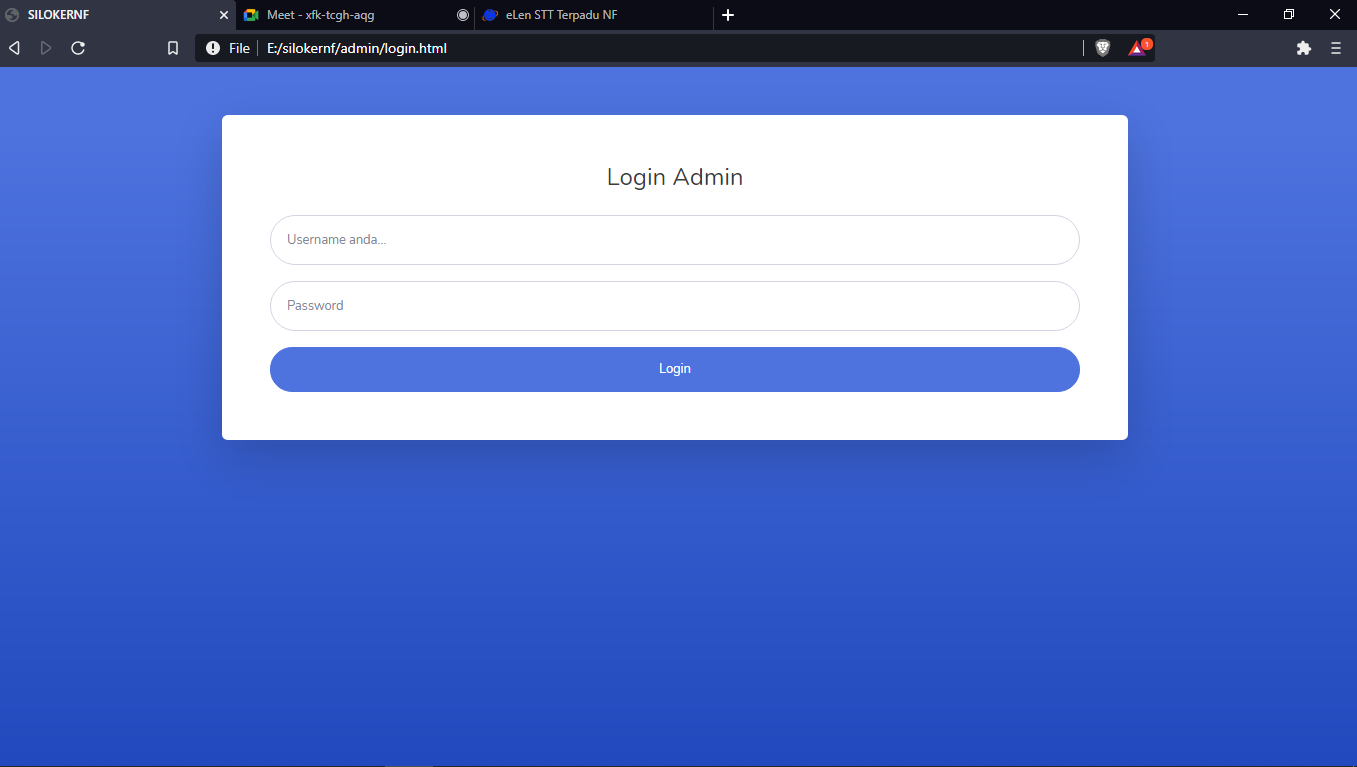 SILOKERNF
Meet - xfk-tcgh-aqg
eLen STT Terpadu NF
File
E:/silokernf/admin/login.html
1
Login Admin
Username anda...
Password
Login